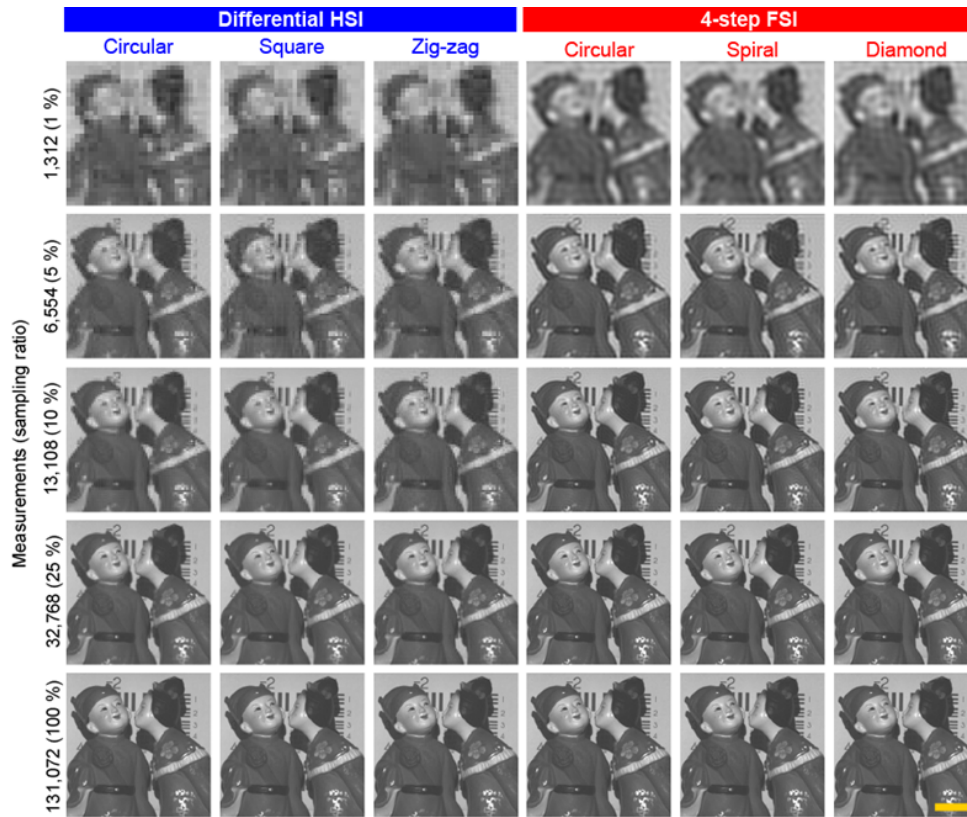 Differential HSI
4-step FSI
Circular
Square
Zig-zag
Circular
Spiral
Diamond
Measurements (sampling ratio)
1,312 (1 %)
6,554 (5 %)
13,108 (10 %)
32,768 (25 %)
131,072 (100 %)